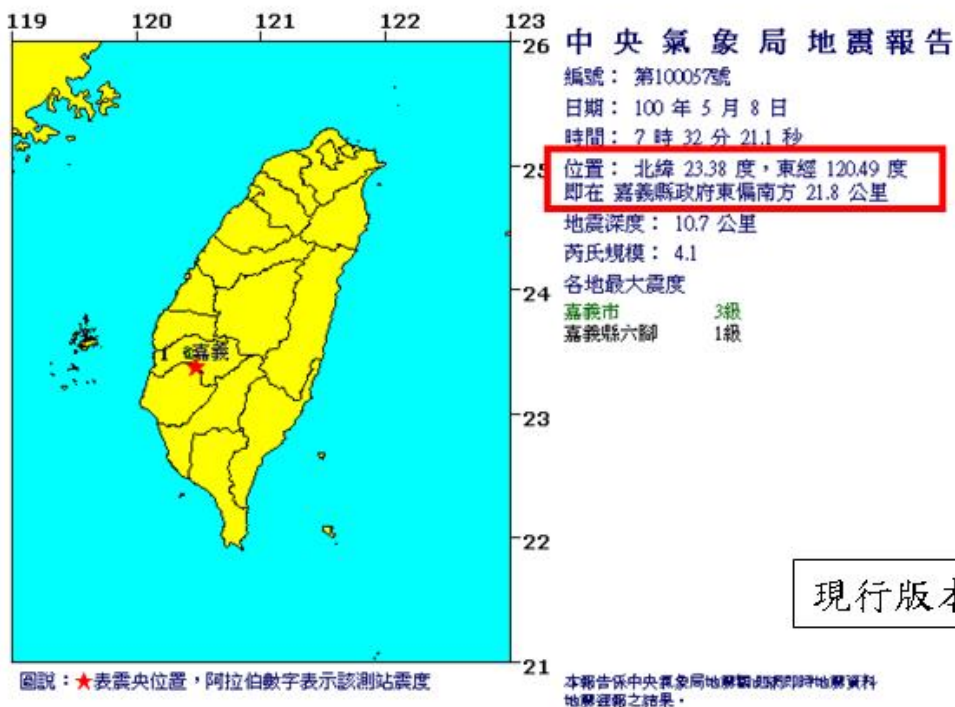 119 120 121 122 123
26
25
24
23
22
21
1 3嘉義
圖說：★表震央位置，阿拉伯數字表示該測站震度
中央氣象局地震報告
編號： 第100057號
日期： 100 年 5 月 8 日
時間： 7 時 32 分 21.1 秒
位置： 北緯 23.38 度，東經 120.49 度
即在 嘉義縣政府東偏南方 21.8 公里
地震深度： 10.7 公里
芮氏規模： 4.1
各地最大震度
嘉義市 3級
嘉義縣六腳 1級
現行版本
本報告係中央氣象局地震觀測網即時地震資料
地震速報之結果。